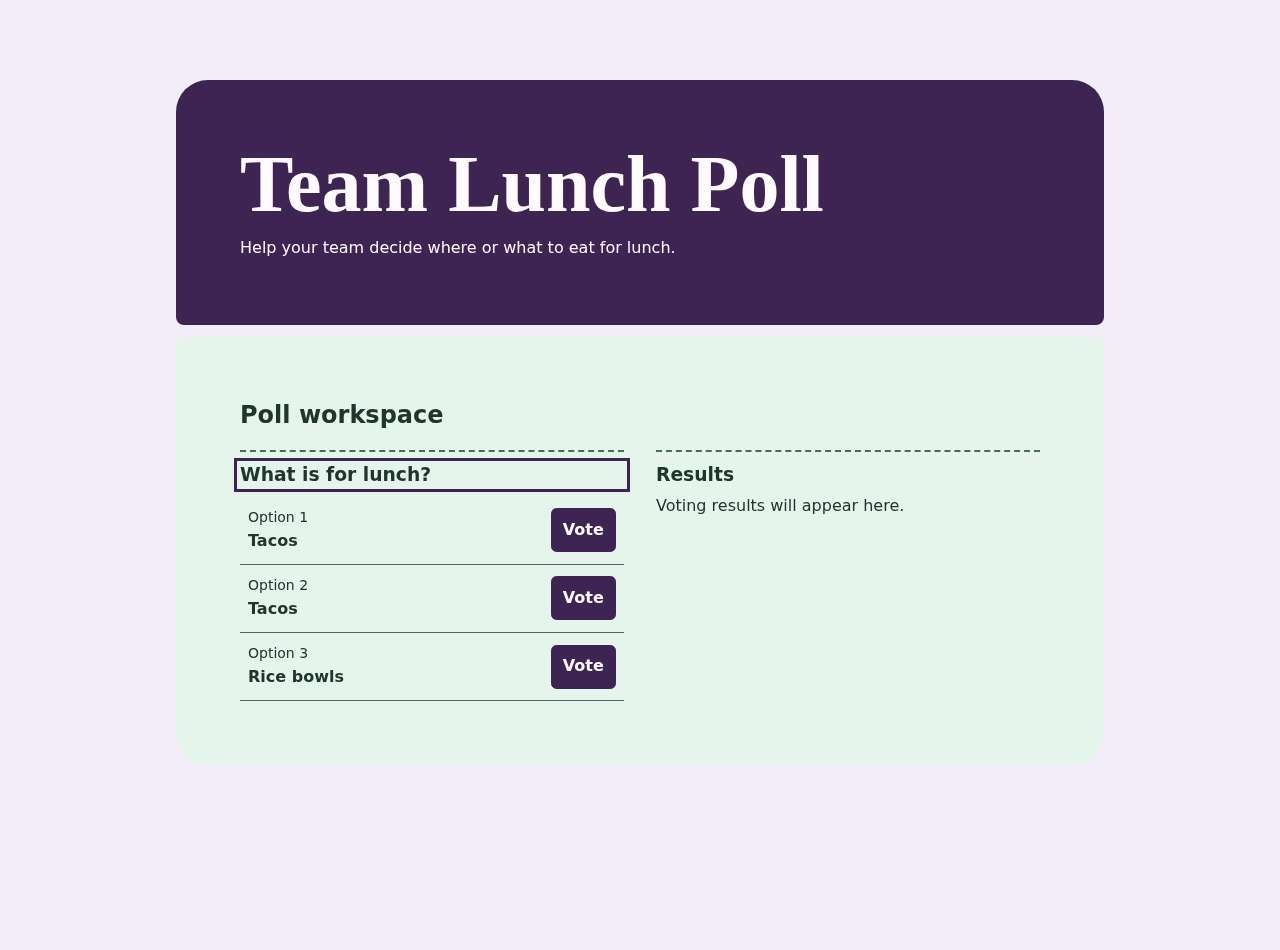 Team Lunch Poll
Help your team decide where or what to eat for lunch.
Poll workspace
What is for lunch?
Option 1
Tacos
Vote
Option 2
Tacos
Vote
Option 3
Rice bowls
Vote
Results
Voting results will appear here.